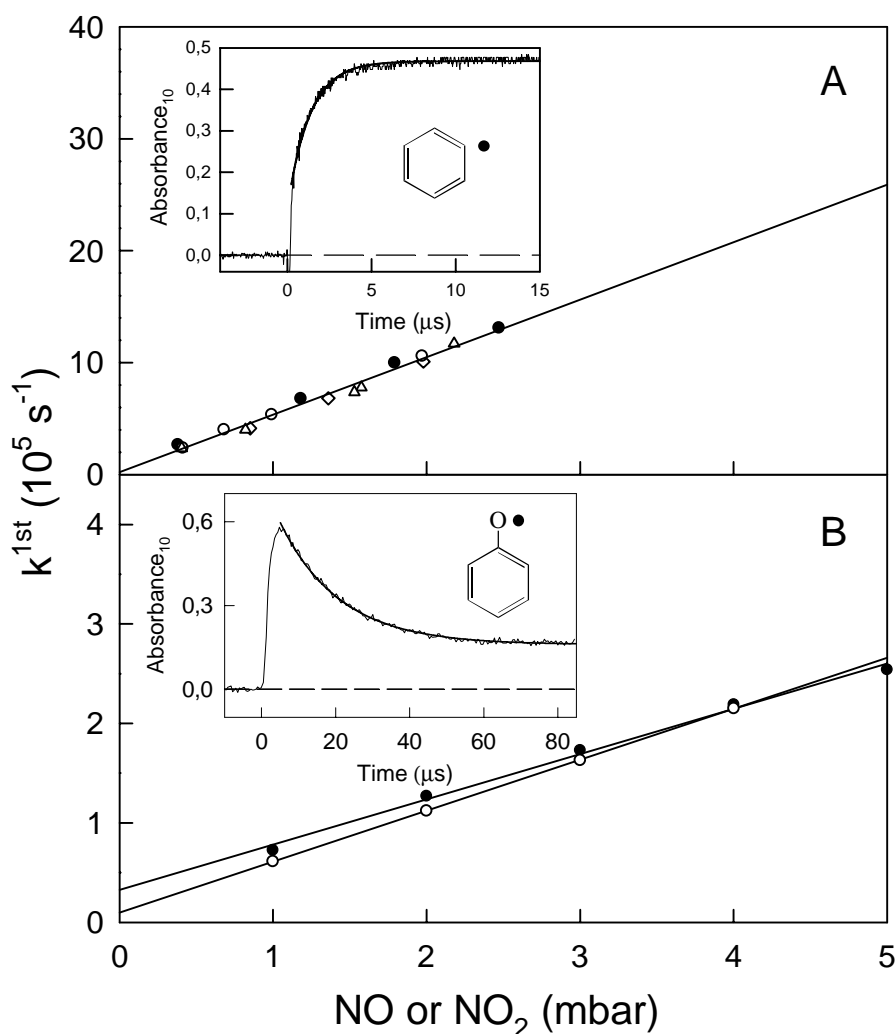 40
30
20
10
0
A
0,5
0,4
0,3
0,2
0,1
0,0
Absorbance10
0 5 10 15
Time (μs)
k1st (10^5 s-1)
4
3
2
1
0
B
O
0,6
0,3
0,0
Absorbance10
0 20 40 60 80
Time (μs)
0 1 2 3 4 5
NO or NO2 (mbar)